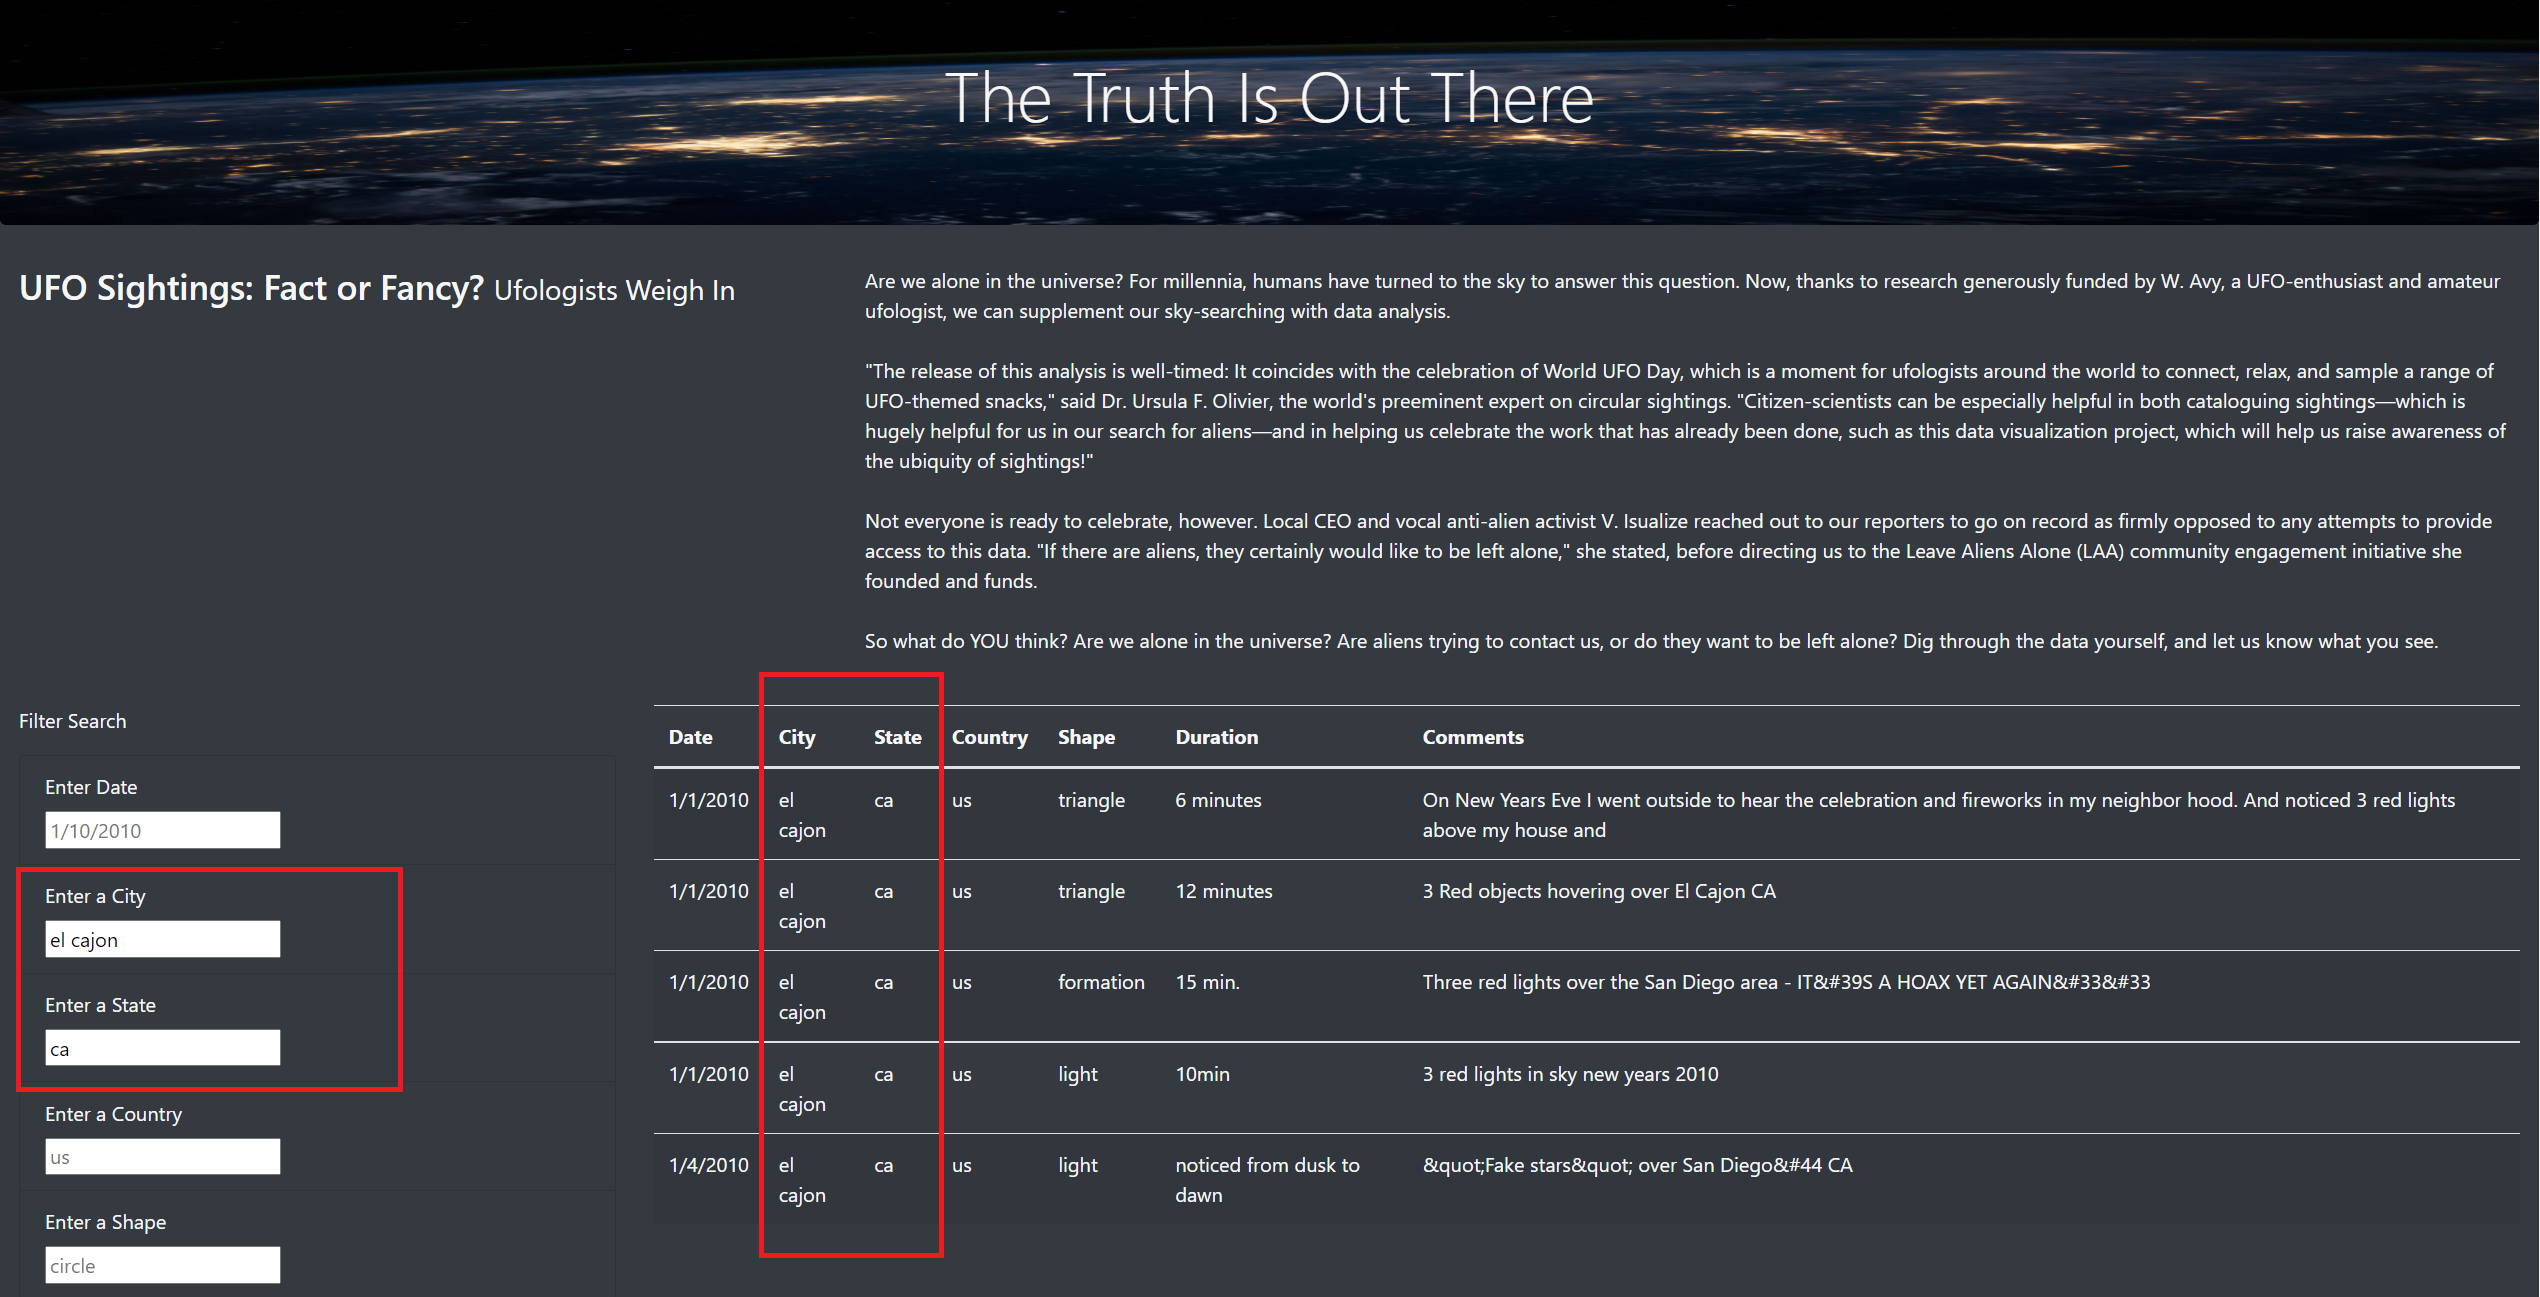 The Truth Is Out There
UFO Sightings: Fact or Fancy? Ufologists Weigh In
Are we alone in the universe? For millennia, humans have turned to the sky to answer this question. Now, thanks to research generously funded by W. Avy, a UFO-enthusiast and amateur
ufologist, we can supplement our sky-searching with data analysis.
"The release of this analysis is well-timed: It coincides with the celebration of World UFO Day, which is a moment for ufologists around the world to connect, relax, and sample a range of
UFO-themed snacks," said Dr. Ursula F. Olivier, the world's preeminent expert on circular sightings. "Citizen-scientists can be especially helpful in both cataloguing sightings—which is
hugely helpful for us in our search for aliens—and in helping us celebrate the work that has already been done, such as this data visualization project, which will help us raise awareness of
the ubiquity of sightings!"
Not everyone is ready to celebrate, however. Local CEO and vocal anti-alien activist V. Isualize reached out to our reporters to go on record as firmly opposed to any attempts to provide
access to this data. "If there are aliens, they certainly would like to be left alone," she stated, before directing us to the Leave Aliens Alone (LAA) community engagement initiative she
founded and funds.
So what do YOU think? Are we alone in the universe? Are aliens trying to contact us, or do they want to be left alone? Dig through the data yourself, and let us know what you see.
Filter Search
Enter Date
1/10/2010
Enter a City
el cajon
Enter a State
ca
Enter a Country
us
Enter a Shape
circle
Date City State Country Shape Duration Comments
1/1/2010 el ca us triangle 6 minutes On New Years Eve I went outside to hear the celebration and fireworks in my neighbor hood. And noticed 3 red lights
cajon above my house and
1/1/2010 el ca us triangle 12 minutes 3 Red objects hovering over El Cajon CA
cajon
1/1/2010 el ca us formation 15 min. Three red lights over the San Diego area - IT&#39S A HOAX YET AGAIN&#33&#33
cajon
1/1/2010 el ca us light 10min 3 red lights in sky new years 2010
cajon
1/4/2010 el ca us light noticed from dusk to &quot;Fake stars&quot; over San Diego&#44 CA
cajon dawn